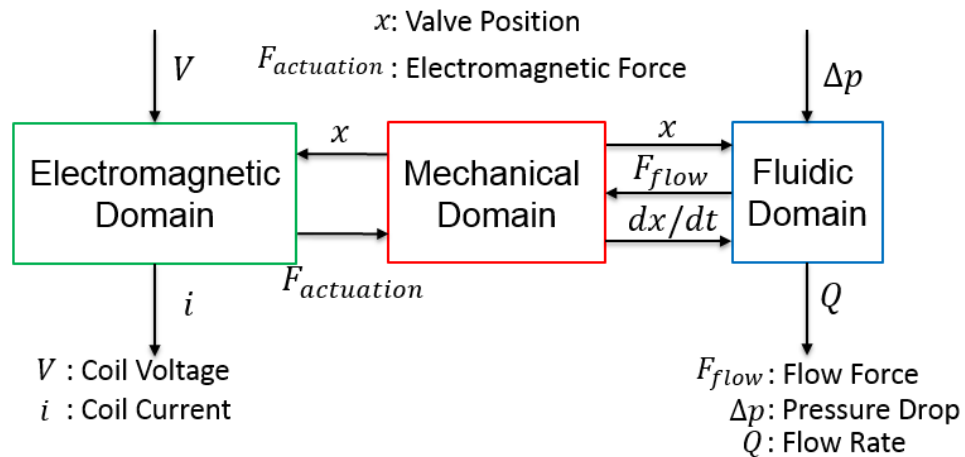 x: Valve Position
F_actuation : Electromagnetic Force
V
Δp
Electromagnetic
Domain
x
F_actuation
Mechanical
Domain
x
F_flow
dx/dt
Fluidic
Domain
i
Q
V : Coil Voltage
i : Coil Current
F_flow : Flow Force
Δp: Pressure Drop
Q : Flow Rate